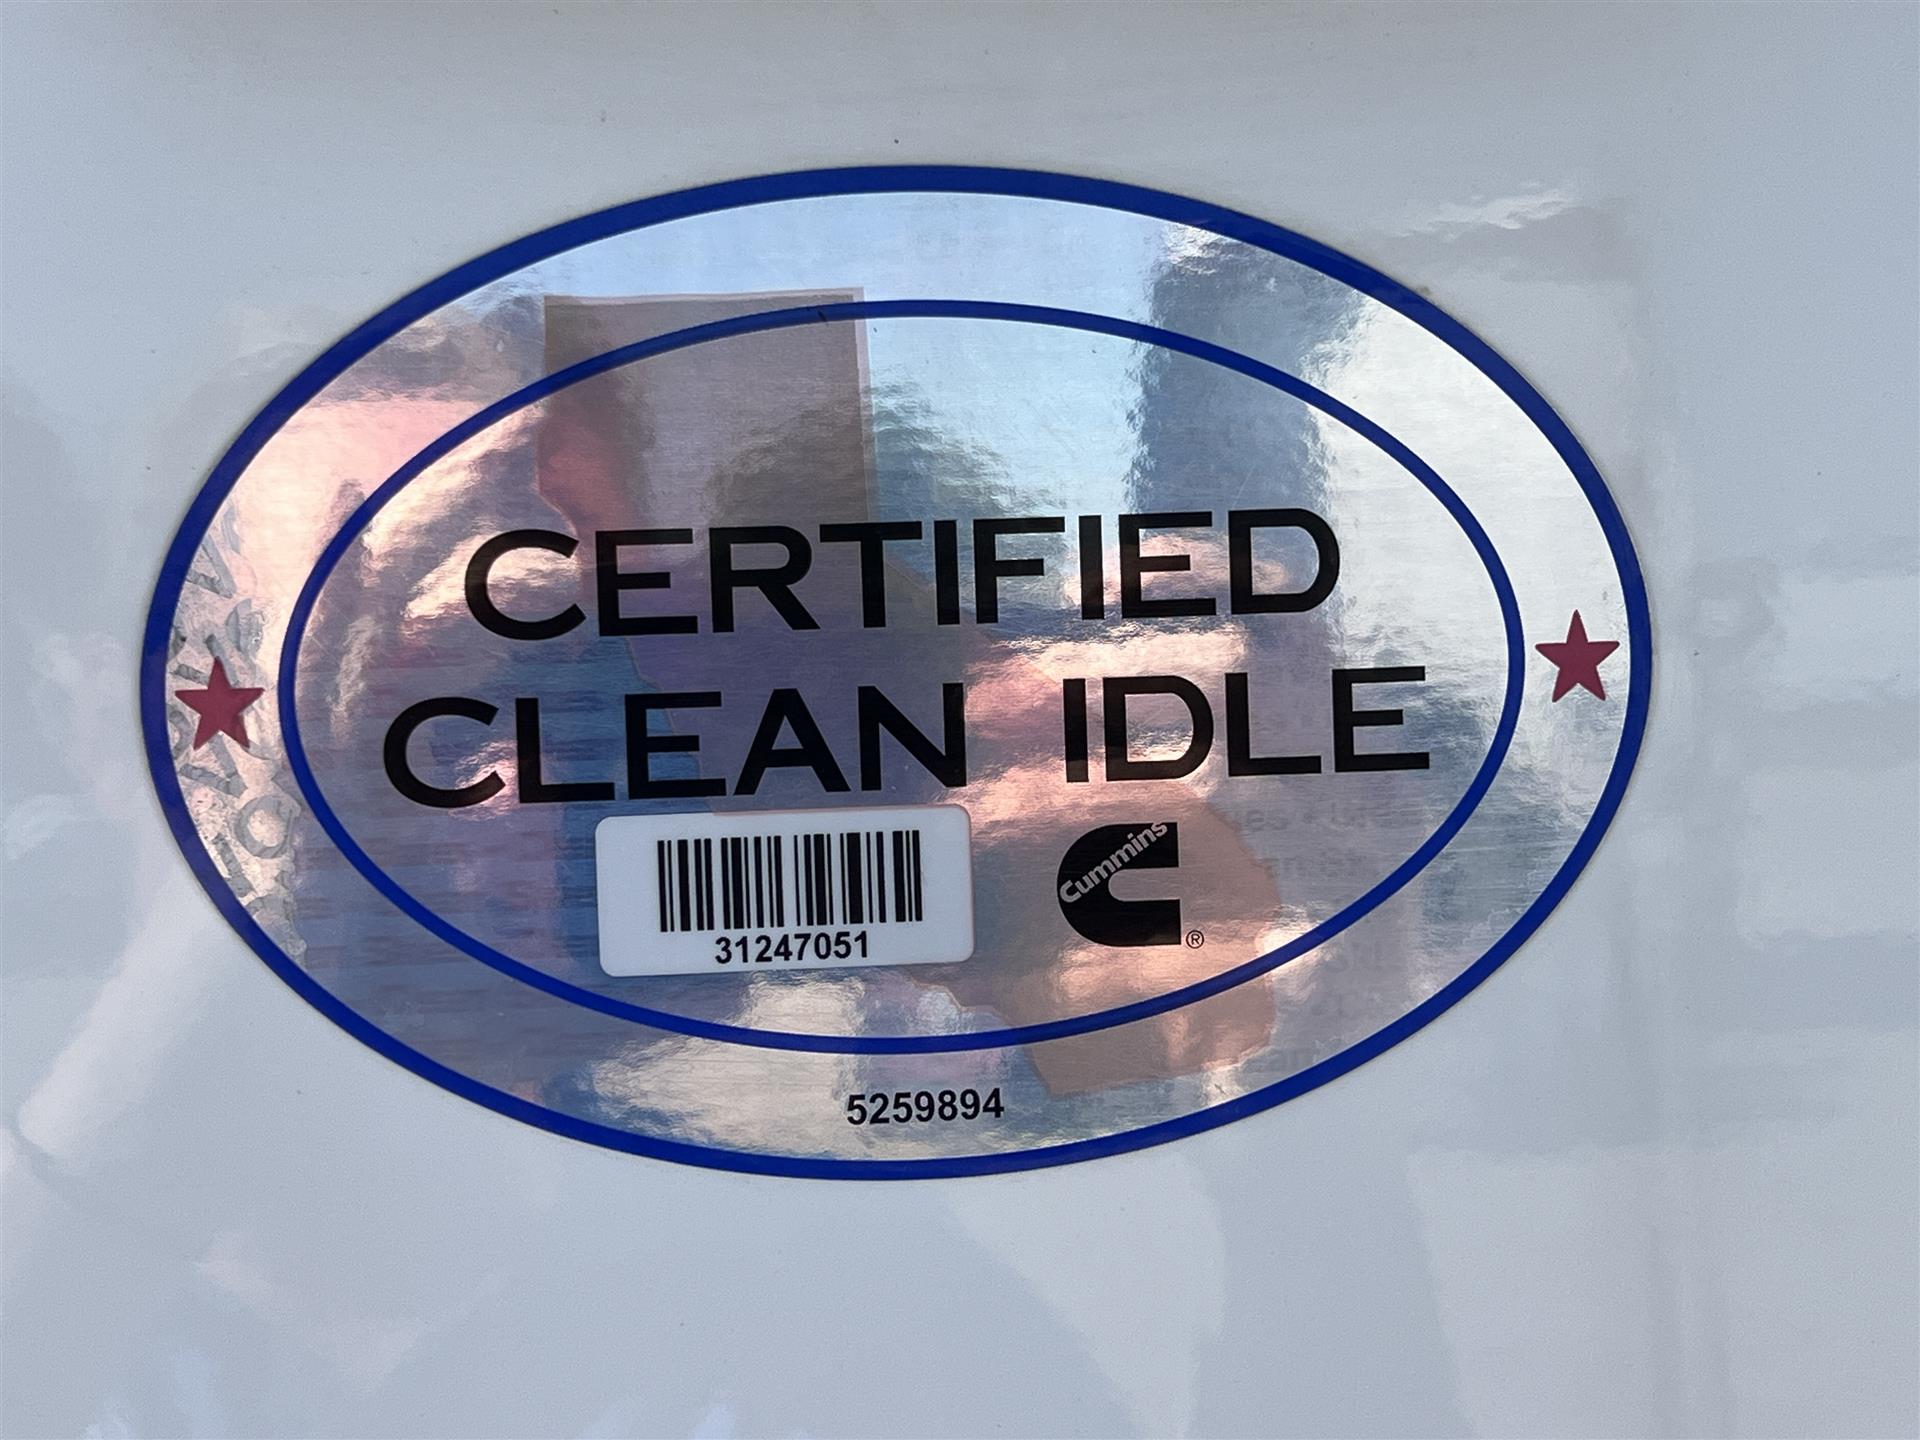 CERTIFIED
CLEAN IDLE
Cummins
®
31247051
5259894